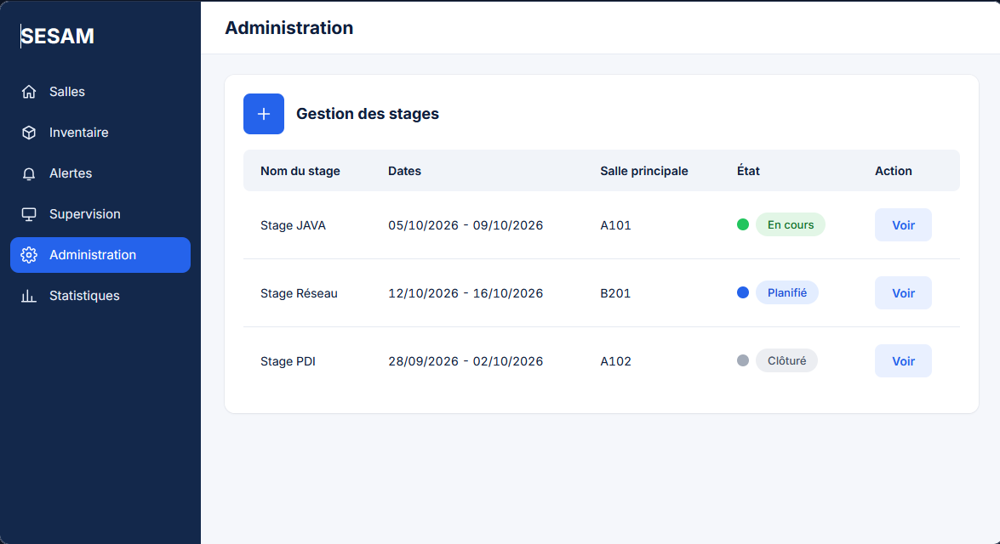 SESAM
Salles
Inventaire
Alertes
Supervision
Administration
Statistiques
Administration
+ Gestion des stages
Nom du stage Dates Salle principale État Action
Stage JAVA 05/10/2026 - 09/10/2026 A101 En cours Voir
Stage Réseau 12/10/2026 - 16/10/2026 B201 Planifié Voir
Stage PDI 28/09/2026 - 02/10/2026 A102 Clôturé Voir